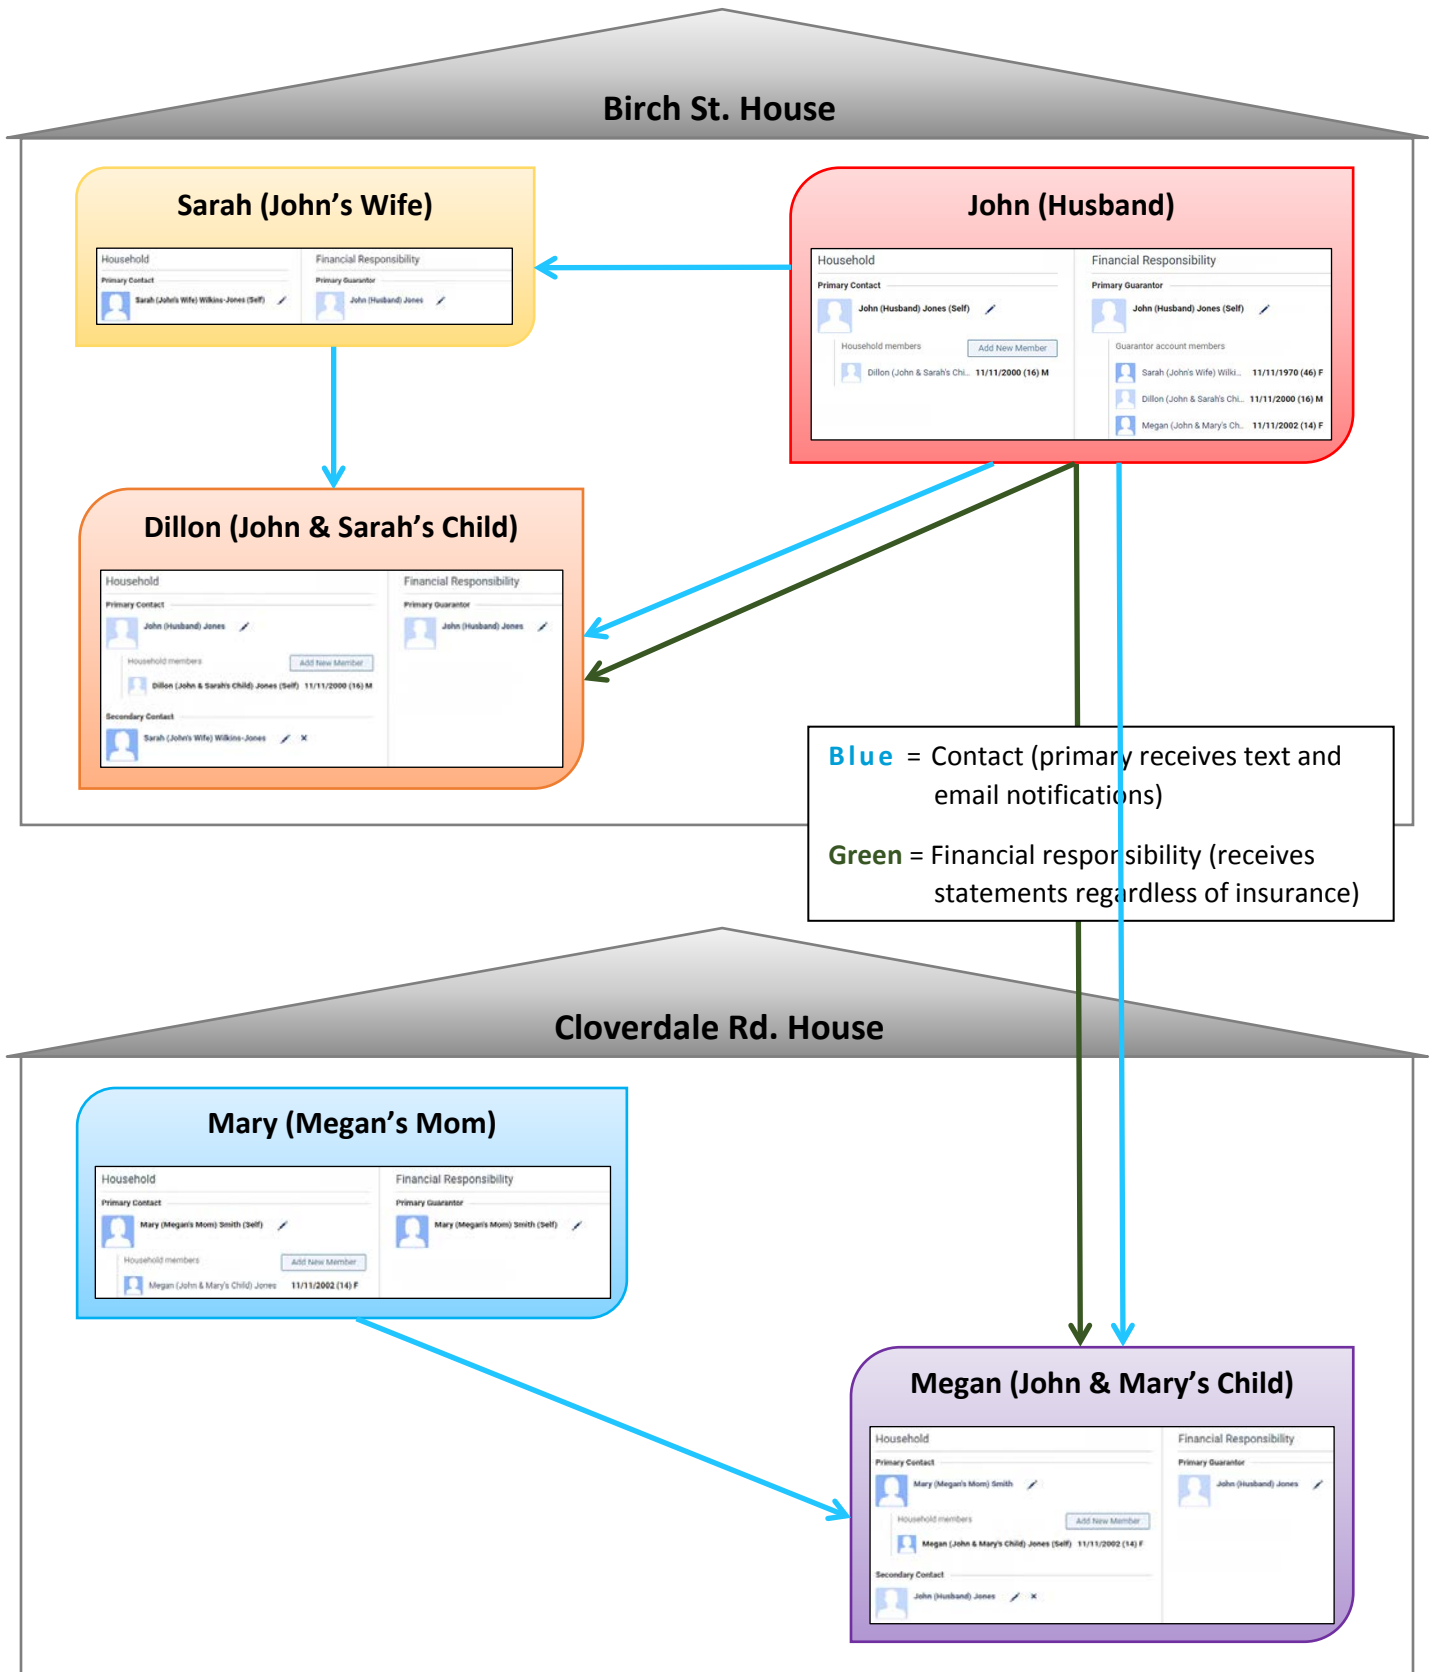 Birch St. House
Sarah (John’s Wife)
Household
Financial Responsibility
Primary Contact
Primary Guarantor
Sarah (John's Wife) Wilkins-Jones (Self)
John (Husband) Jones
John (Husband)
Household
Financial Responsibility
Primary Contact
Primary Guarantor
John (Husband) Jones (Self)
John (Husband) Jones (Self)
Household members
Add New Member
Guarantor account members
Dillon (John & Sarah's Chi... 11/11/2000 (16) M
Sarah (John's Wife) Wilki... 11/11/1970 (46) F
Dillon (John & Sarah's Chi... 11/11/2000 (16) M
Megan (John & Mary's Ch... 11/11/2002 (14) F
Dillon (John & Sarah’s Child)
Household
Financial Responsibility
Primary Contact
Primary Guarantor
John (Husband) Jones
John (Husband) Jones
Household members
Add New Member
Dillon (John & Sarah's Child) Jones (Self) 11/11/2000 (16) M
Secondary Contact
Sarah (John's Wife) Wilkins-Jones
Blue = Contact (primary receives text and
email notifications)
Green = Financial responsibility (receives
statements regardless of insurance)
Cloverdale Rd. House
Mary (Megan’s Mom)
Household
Financial Responsibility
Primary Contact
Primary Guarantor
Mary (Megan's Mom) Smith (Self)
Mary (Megan's Mom) Smith (Self)
Household members
Add New Member
Megan (John & Mary's Child) Jones 11/11/2002 (14) F
Megan (John & Mary’s Child)
Household
Financial Responsibility
Primary Contact
Primary Guarantor
Mary (Megan's Mom) Smith
John (Husband) Jones
Household members
Add New Member
Megan (John & Mary's Child) Jones (Self) 11/11/2002 (14) F
Secondary Contact
John (Husband) Jones